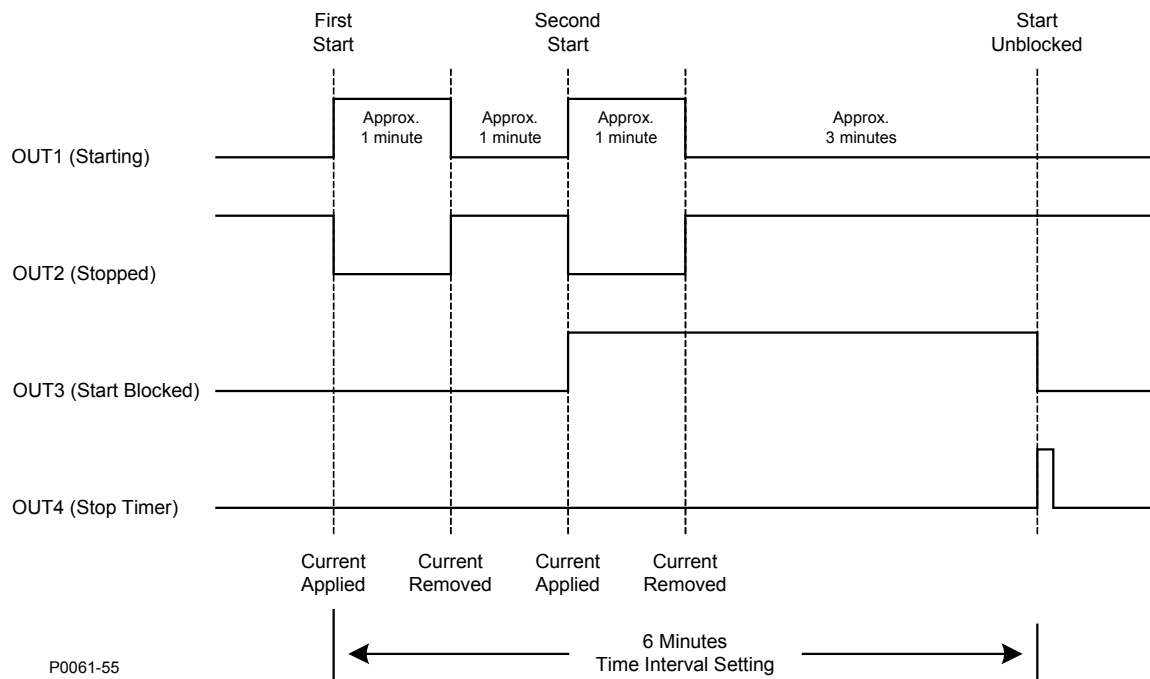 First
Start
Second
Start
Start
Unblocked
Approx.
1 minute
Approx.
1 minute
Approx.
1 minute
Approx.
3 minutes
OUT1 (Starting)
OUT2 (Stopped)
OUT3 (Start Blocked)
OUT4 (Stop Timer)
Current
Applied
Current
Removed
Current
Applied
Current
Removed
6 Minutes
Time Interval Setting
P0061-55